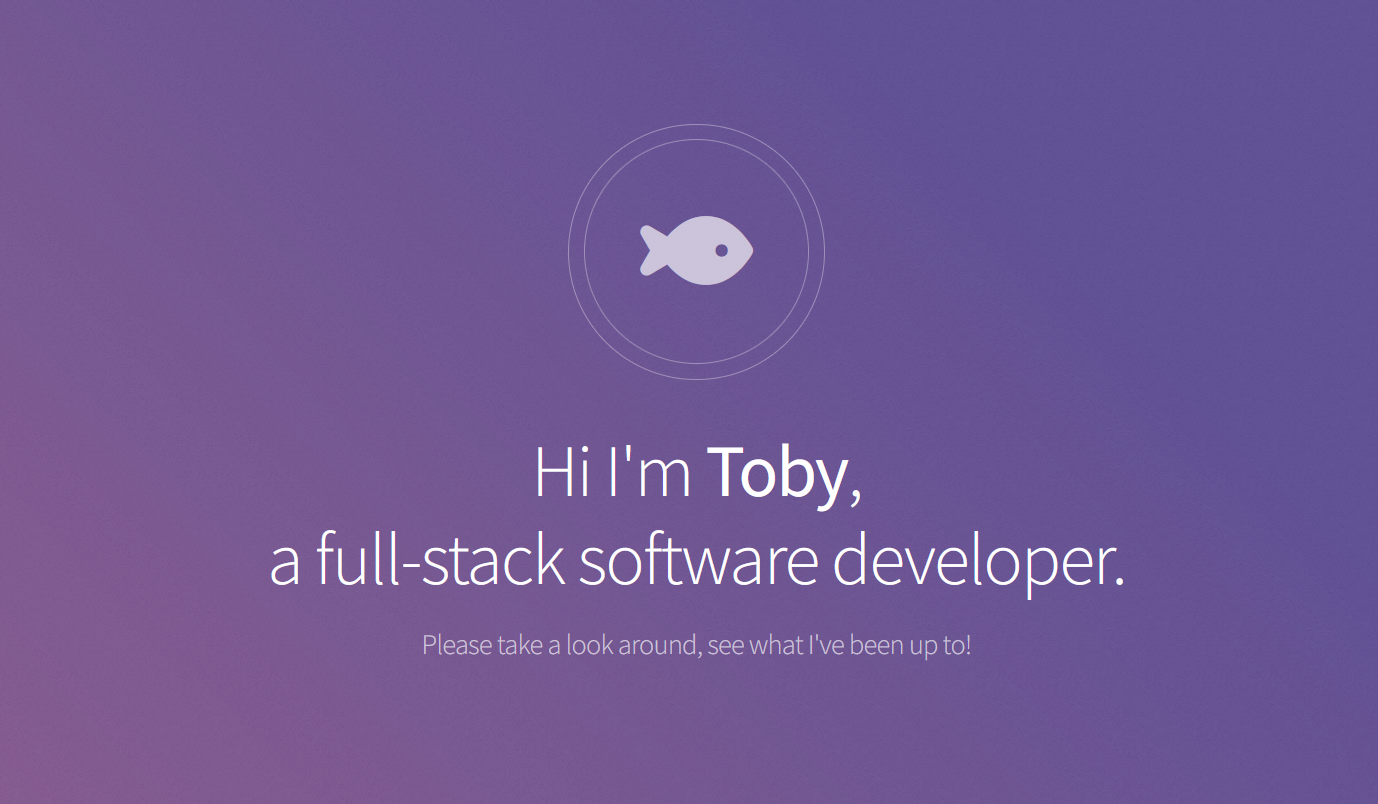 Hi I'm Toby,
a full-stack software developer.
Please take a look around, see what I've been up to!